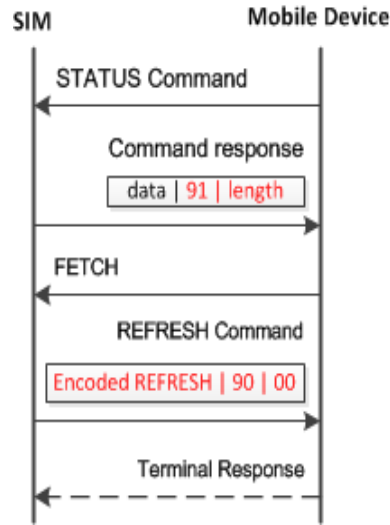 SIM
Mobile Device
STATUS Command
Command response
data | 91 | length
FETCH
REFRESH Command
Encoded REFRESH | 90 | 00
Terminal Response